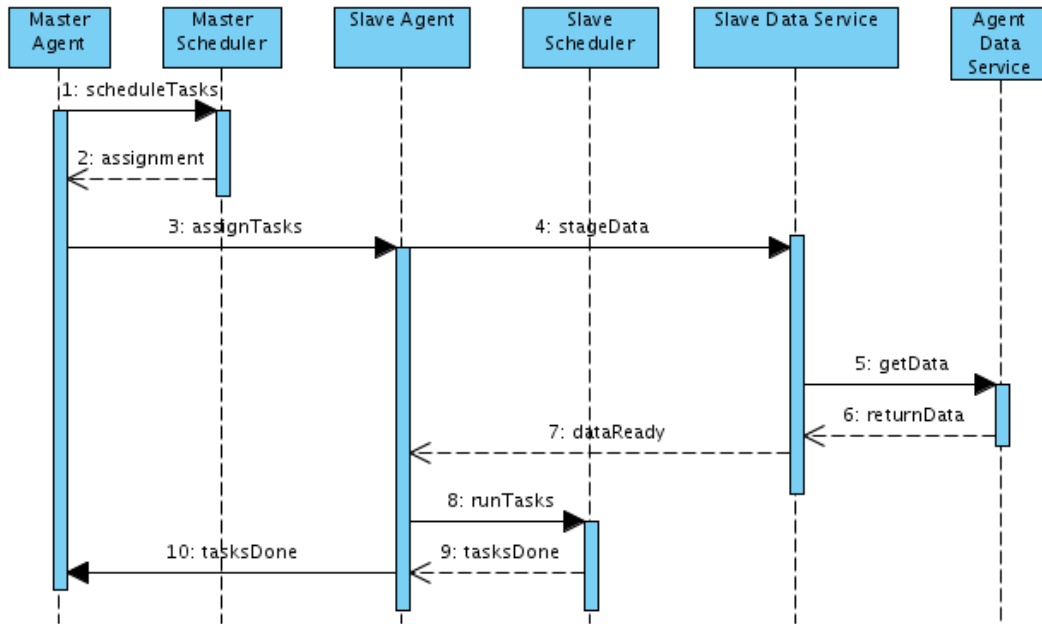 Master
Agent
Master
Scheduler
Slave Agent
Slave
Scheduler
Slave Data Service
Agent
Data
Service
1: scheduleTasks
2: assignment
3: assignTasks
4: stageData
5: getData
6: returnData
7: dataReady
8: runTasks
9: tasksDone
10: tasksDone